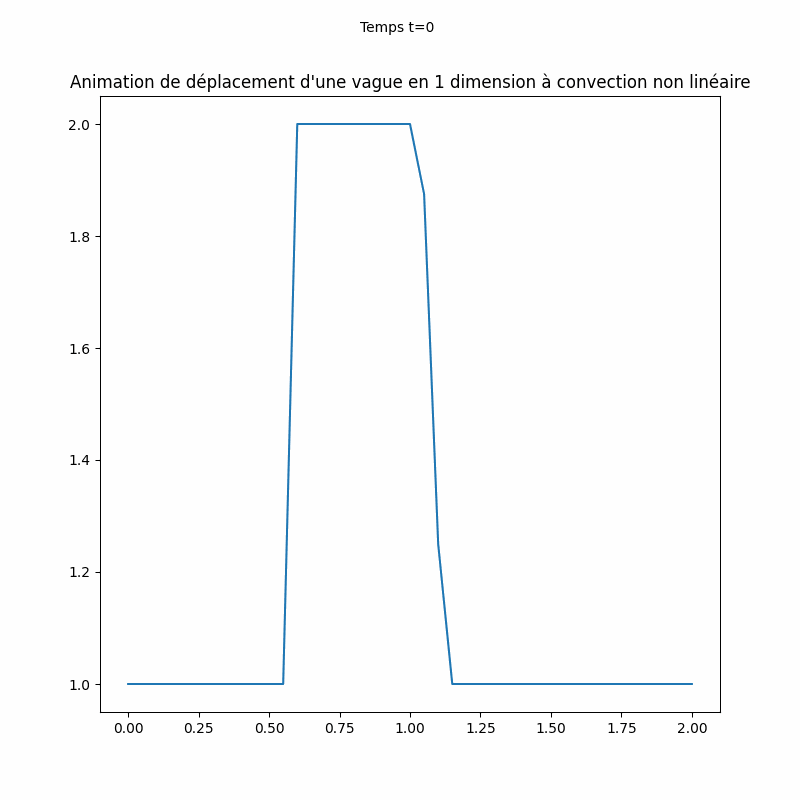 Temps t=0
Animation de déplacement d'une vague en 1 dimension à convection non linéaire
2.0
1.8
1.6
1.4
1.2
1.0
0.00 0.25 0.50 0.75 1.00 1.25 1.50 1.75 2.00